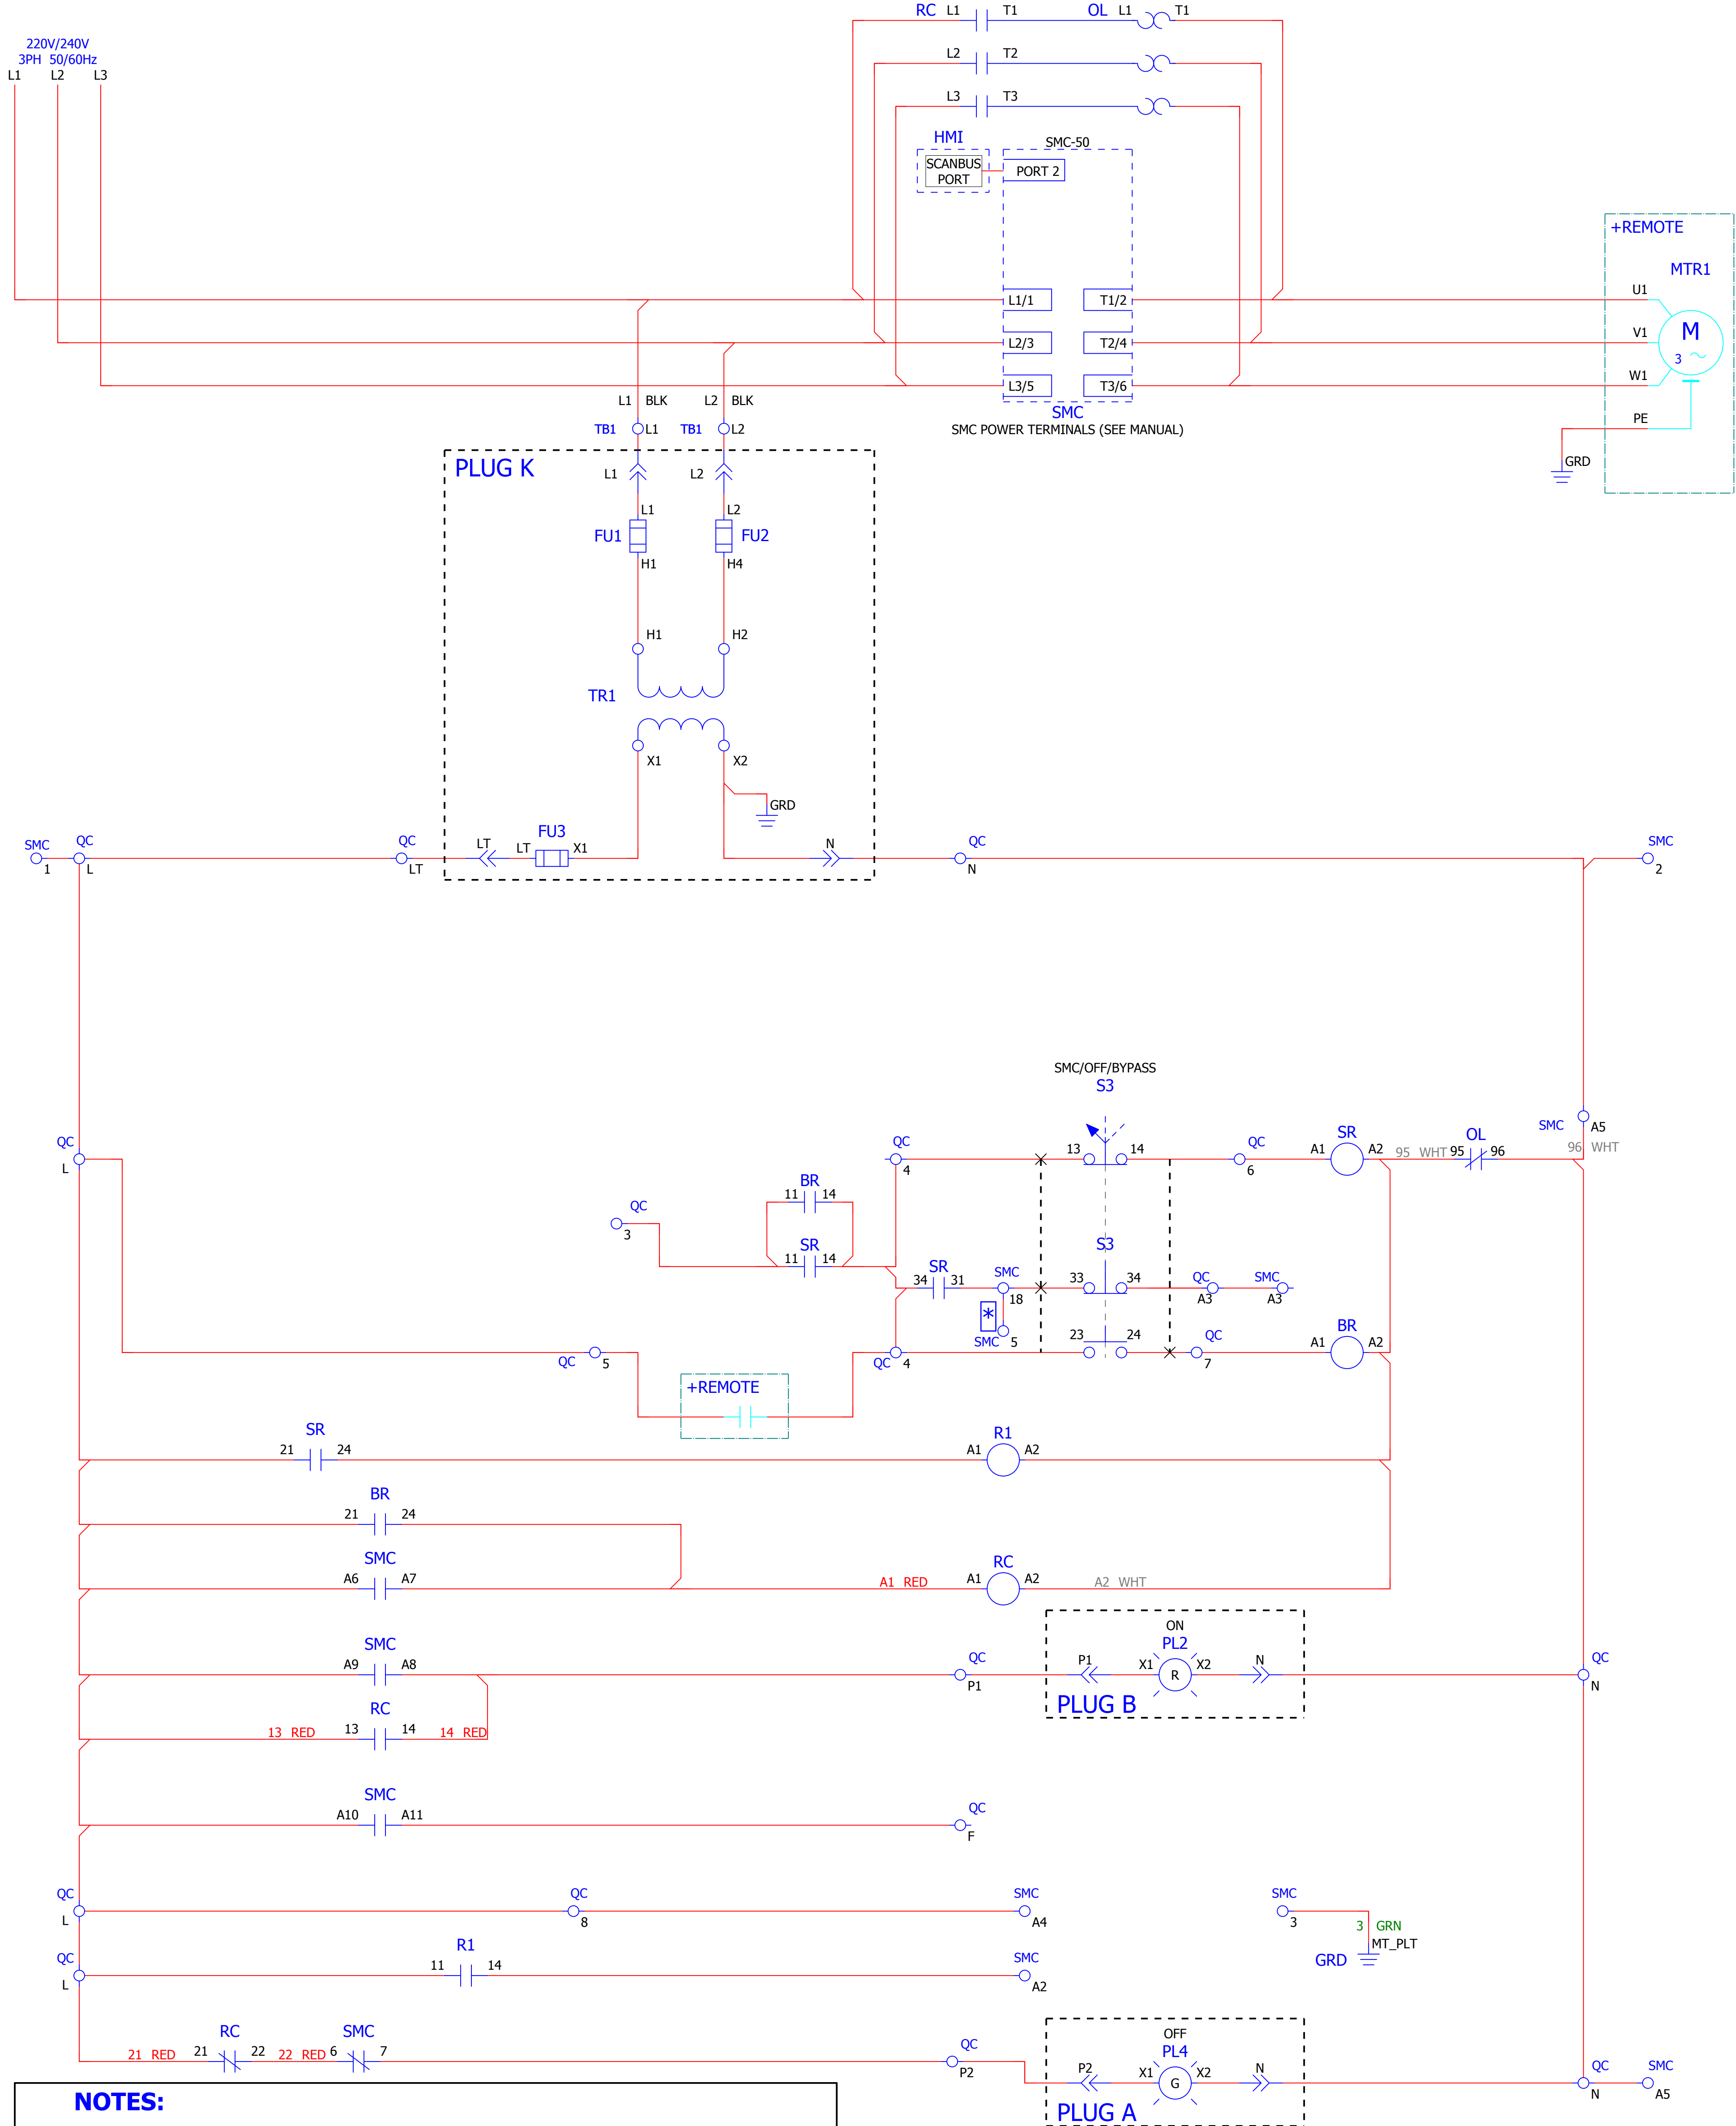 RC L1 T1 OL L1 T1
220V/240V
3PH 50/60Hz
L1 L2 L3
L2 T2
L3 T3
HMI
SMC-50
SCANBUS
PORT
PORT 2
+REMOTE
MTR1
L1/1 T1/2 U1
L2/3 T2/4 V1
M
3
L3/5 T3/6 W1
L1 BLK L2 BLK
SMC
PE
TB1 L1 TB1 L2
SMC POWER TERMINALS (SEE MANUAL)
GRD
PLUG K
L1 L2
L1 L2
FU1 FU2
H1 H4
H1 H2
TR1
X1 X2
GRD
SMC QC QC FU3 QC SMC
LT LT X1 N
1 L LT N 2
SMC/OFF/BYPASS
S3
SMC A5
QC QC 13 14 QC SR OL 96 WHT
L 4 6 A1 A2 95 WHT 95 96
BR
11 14
QC
3
SR S3
11 14
SR SMC QC SMC
34 31 33 34
18 A3 A3
*
SMC 5 23 24 QC BR
A1 A2
QC 5 QC 4 7
+REMOTE
SR R1
21 24 A1 A2
BR
21 24
SMC RC
A6 A7 A1 RED A1 A2 A2 WHT
ON
SMC PL2
A9 A8 QC P1 X1 R X2 N QC
P1 N
PLUG B
RC
13 RED 13 14 14 RED
SMC
A10 A11 QC
F
QC QC SMC SMC
L 8 A4 3
3 GRN
MT_PLT
GRD
QC R1 SMC
11 14
L A2
RC SMC OFF
21 RED 21 22 22 RED 6 7 QC PL4
P2 P2 X1 G X2 N QC SMC
N A5
PLUG A
NOTES: